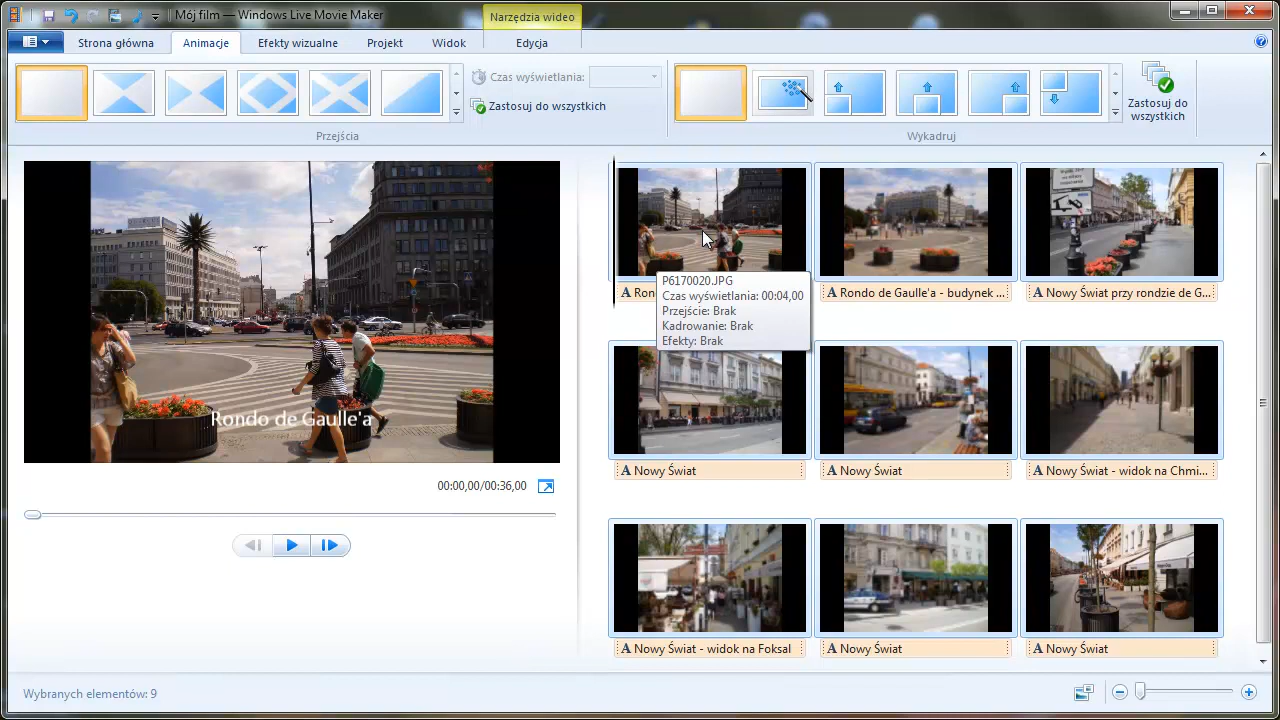 Mój film — Windows Live Movie Maker
Narzędzia wideo
Strona główna
Animacje
Efekty wizualne
Projekt
Widok
Edycja
Czas wyświetlania:
Zastosuj do wszystkich
Przejścia
Zastosuj do
wszystkich
Wykadruj
Rondo de Gaulle'a
00:00,00/00:36,00
P6170020.JPG
Czas wyświetlania: 00:04,00
Przejście: Brak
Kadrowanie: Brak
Efekty: Brak
A Ron
A Rondo de Gaulle'a - budynek ...
A Nowy Świat przy rondzie de G...
A Nowy Świat
A Nowy Świat
A Nowy Świat - widok na Chmi...
A Nowy Świat - widok na Foksal
A Nowy Świat
A Nowy Świat
Wybranych elementów: 9